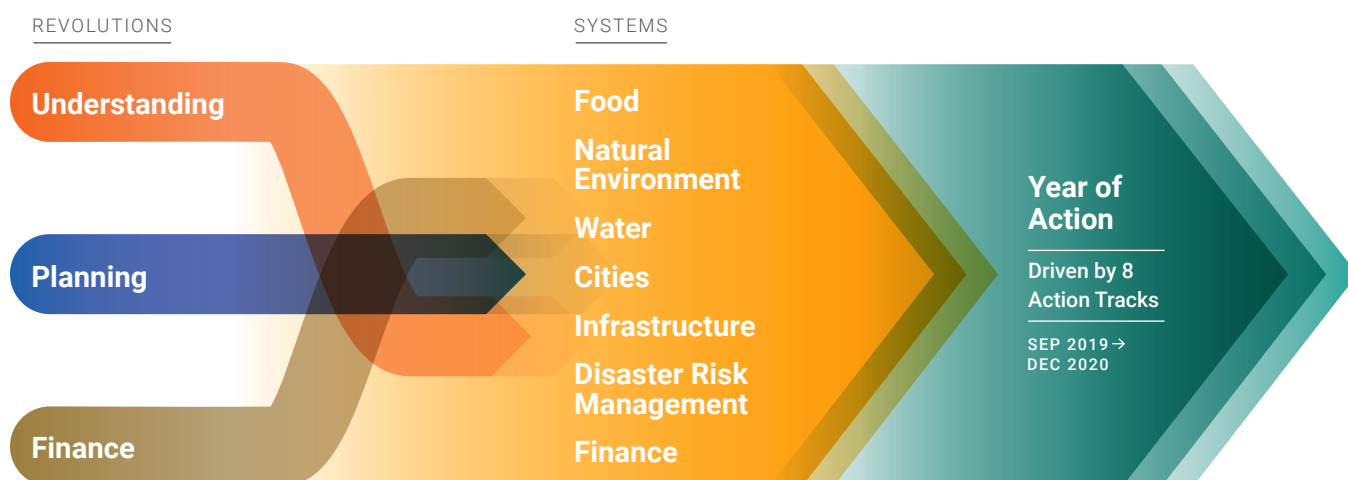 REVOLUTIONS
Understanding
Planning
Finance
SYSTEMS
Food
Natural
Environment
Water
Cities
Infrastructure
Disaster Risk
Management
Finance
Year of
Action
Driven by 8
Action Tracks
SEP 2019→
DEC 2020